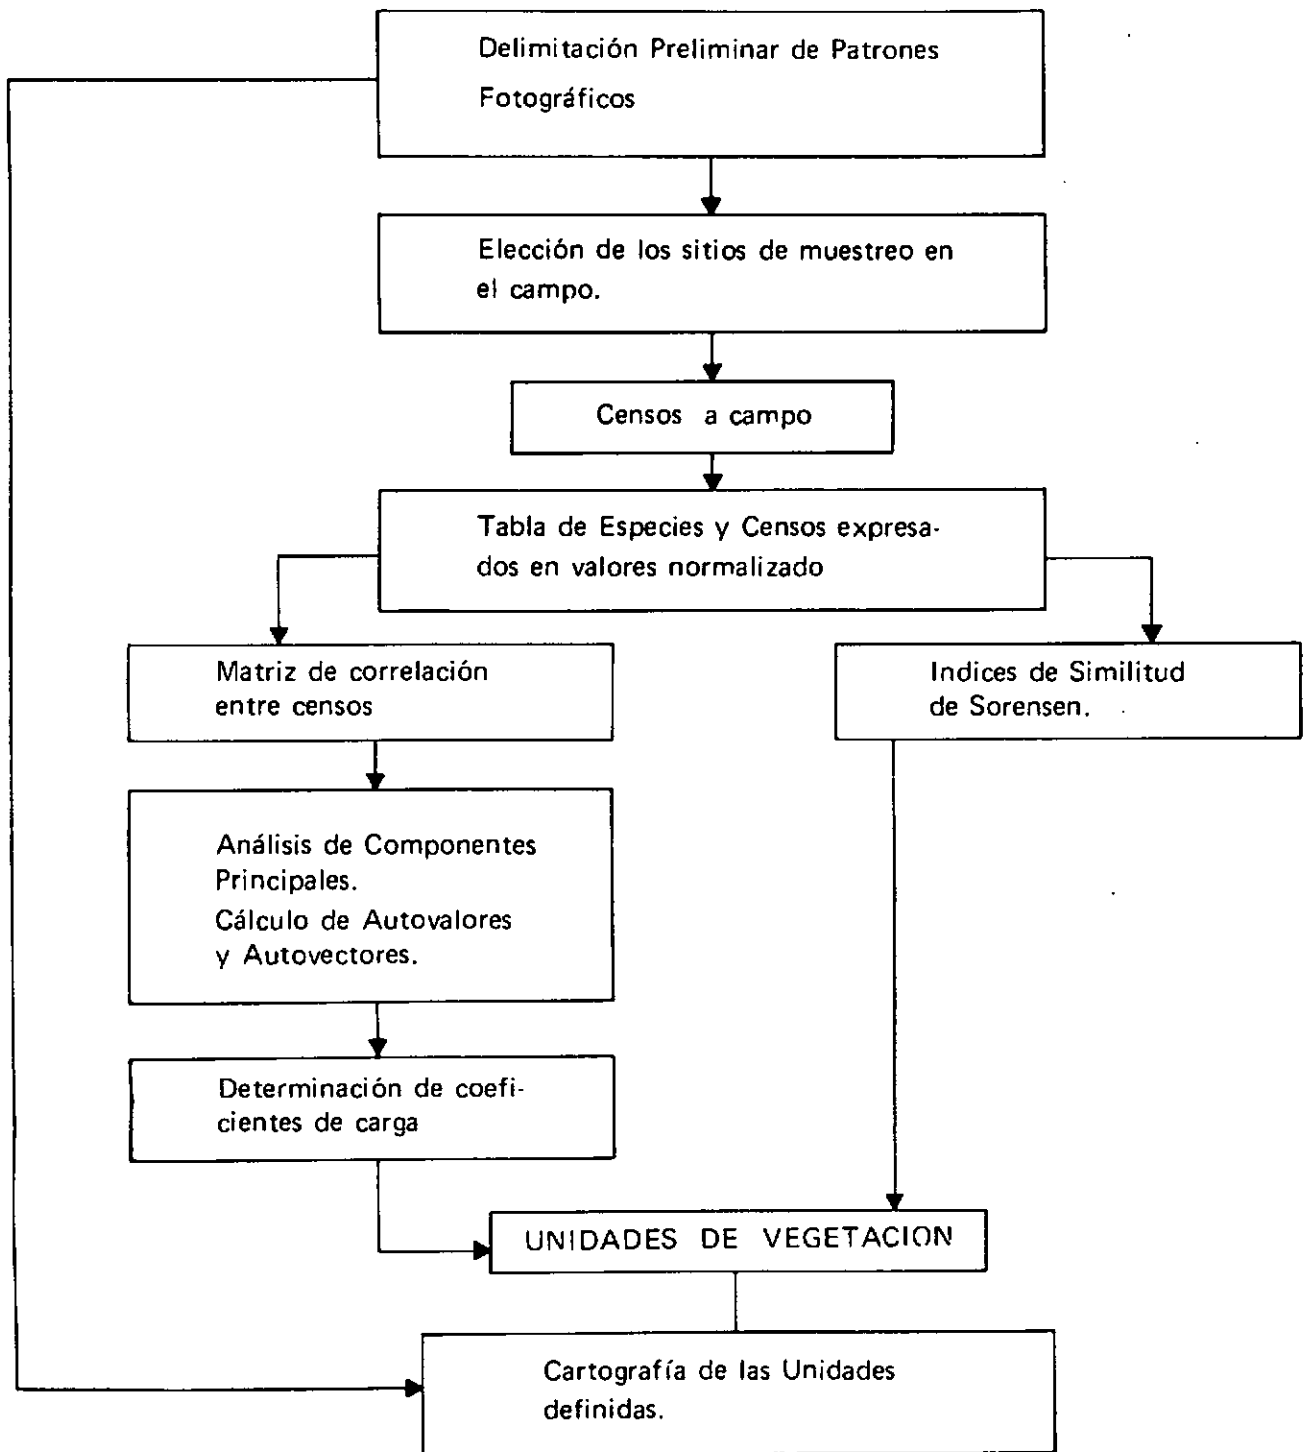 Delimitación Preliminar de Patrones
Fotográficos
Elección de los sitios de muestreo en
el campo.
Censos a campo
Tabla de Especies y Censos expresa-
dos en valores normalizado
Matriz de correlación
entre censos
Indices de Similitud
de Sorensen.
Análisis de Componentes
Principales.
Cálculo de Autovalores
y Autovectores.
Determinación de coefi-
cientes de carga
UNIDADES DE VEGETACION
Cartografía de las Unidades
definidas.